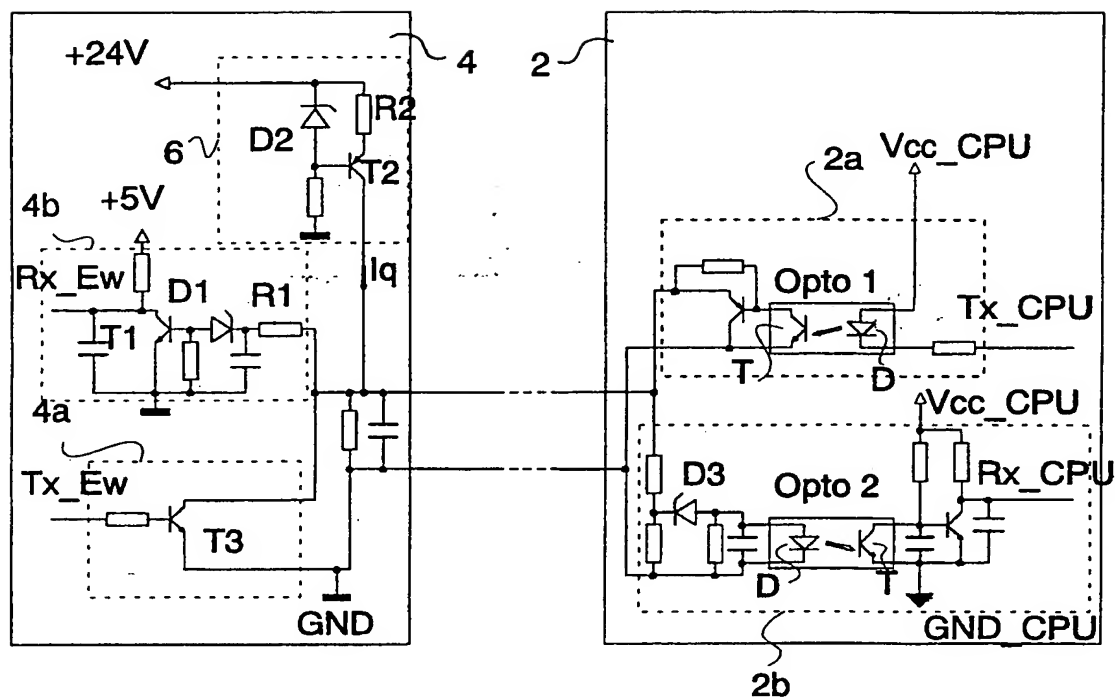 +24V
4
2
R2
D2
6
T2
2a
Vcc_CPU
+5V
4b
Rx_Ew
D1
R1
Iq
Opto 1
Tx_CPU
T1
T
D
4a
Vcc_CPU
Tx_Ew
D3
Opto 2
Rx_CPU
T3
D
T
GND
GND_CPU
2b